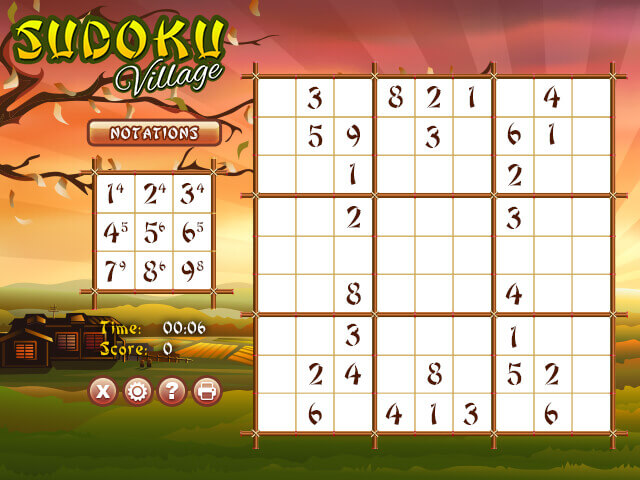 SUDOKU
Village
NOTATIONS
1⁴ 2⁴ 3⁴
4⁵ 5⁶ 6⁵
7⁹ 8⁶ 9⁸
Time: 00:06
Score: 0
X ?
3 8 2 1 4
5 9 3 6 1
1 2
2 3
8 4
3 1
2 4 8 5 2
6 4 1 3 6